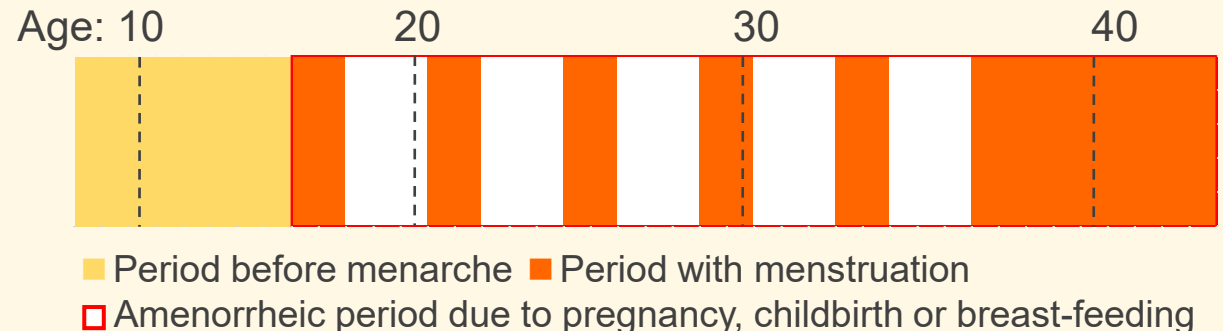 Age: 10 20 30 40
Period before menarche Period with menstruation
Amenorrheic period due to pregnancy, childbirth or breast-feeding